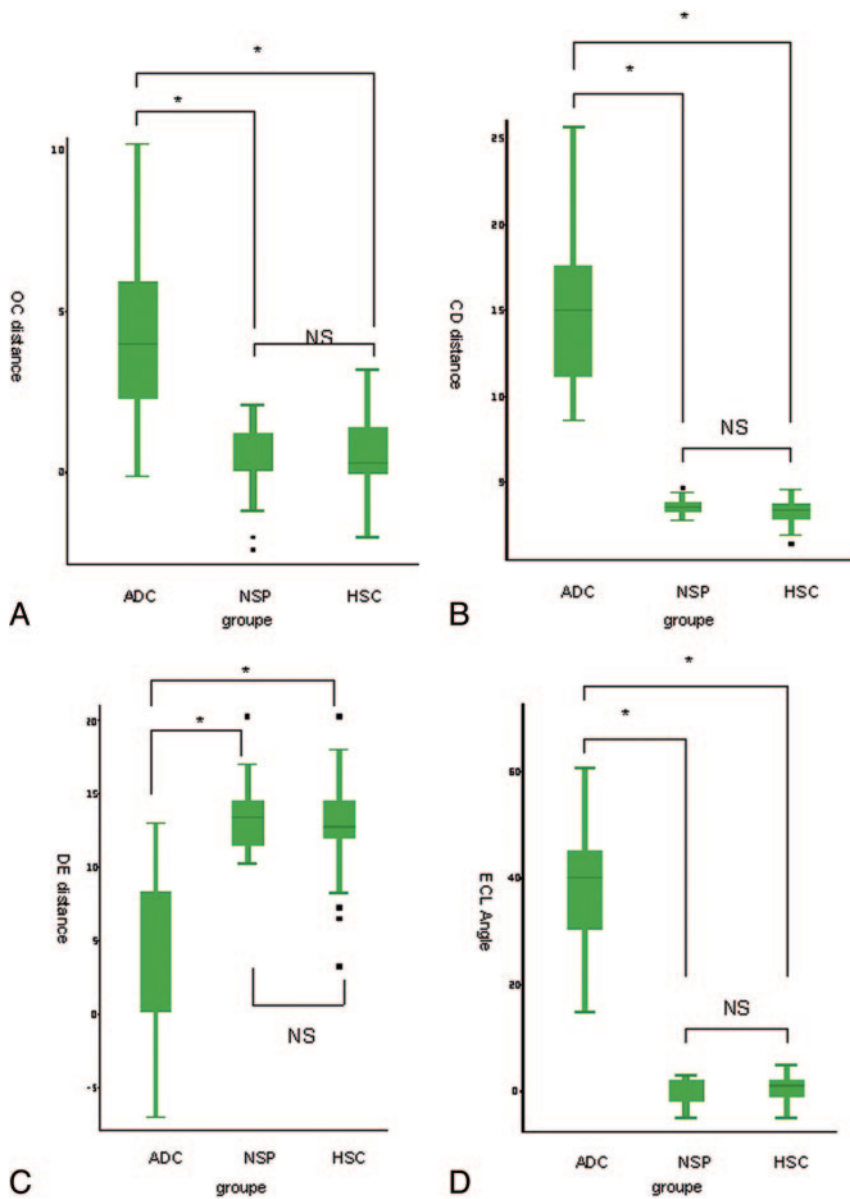 *
*
OC distance
10
5
0
NS
ADC NSP HSC
groupe
A
*
*
CD distance
25
20
15
10
5
NS
ADC NSP HSC
groupe
B
*
*
DE distance
20
15
10
5
0
-5
NS
ADC NSP HSC
groupe
C
*
*
ECL Angle
60
40
20
0
NS
ADC NSP HSC
groupe
D